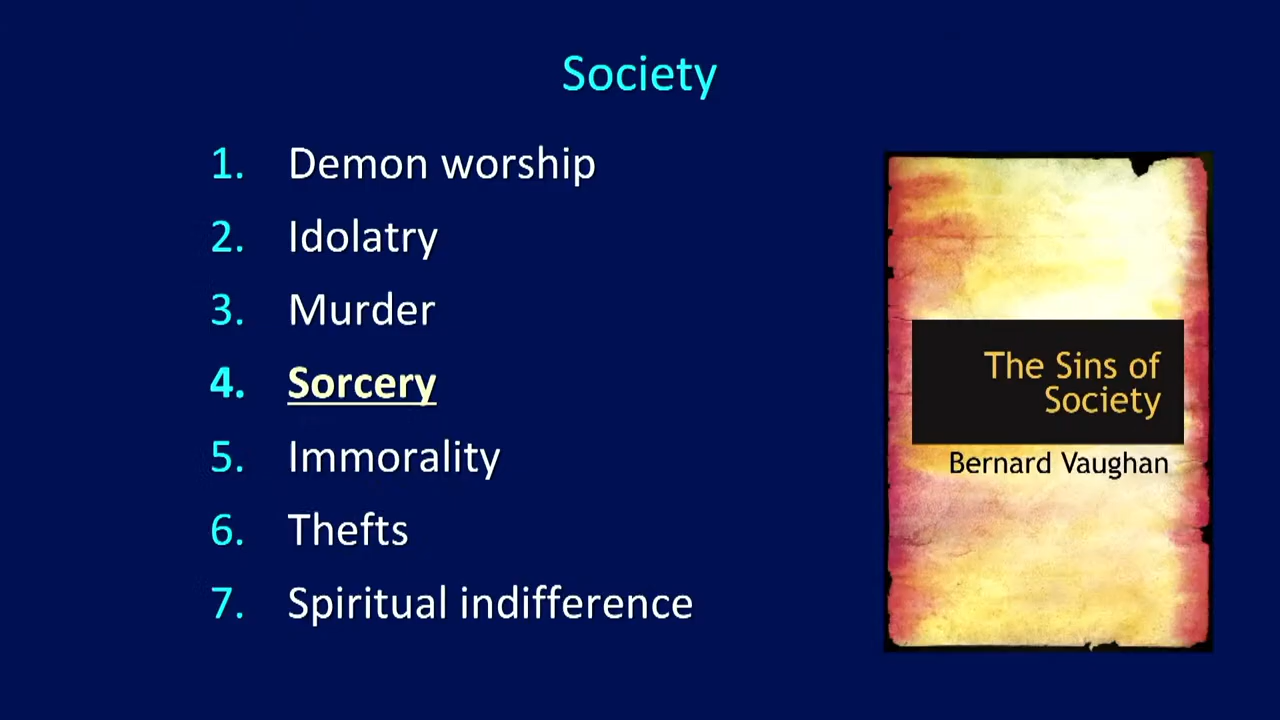 Society
1. Demon worship
2. Idolatry
3. Murder
4. Sorcery
5. Immorality
6. Thefts
7. Spiritual indifference
The Sins of
Society
Bernard Vaughan